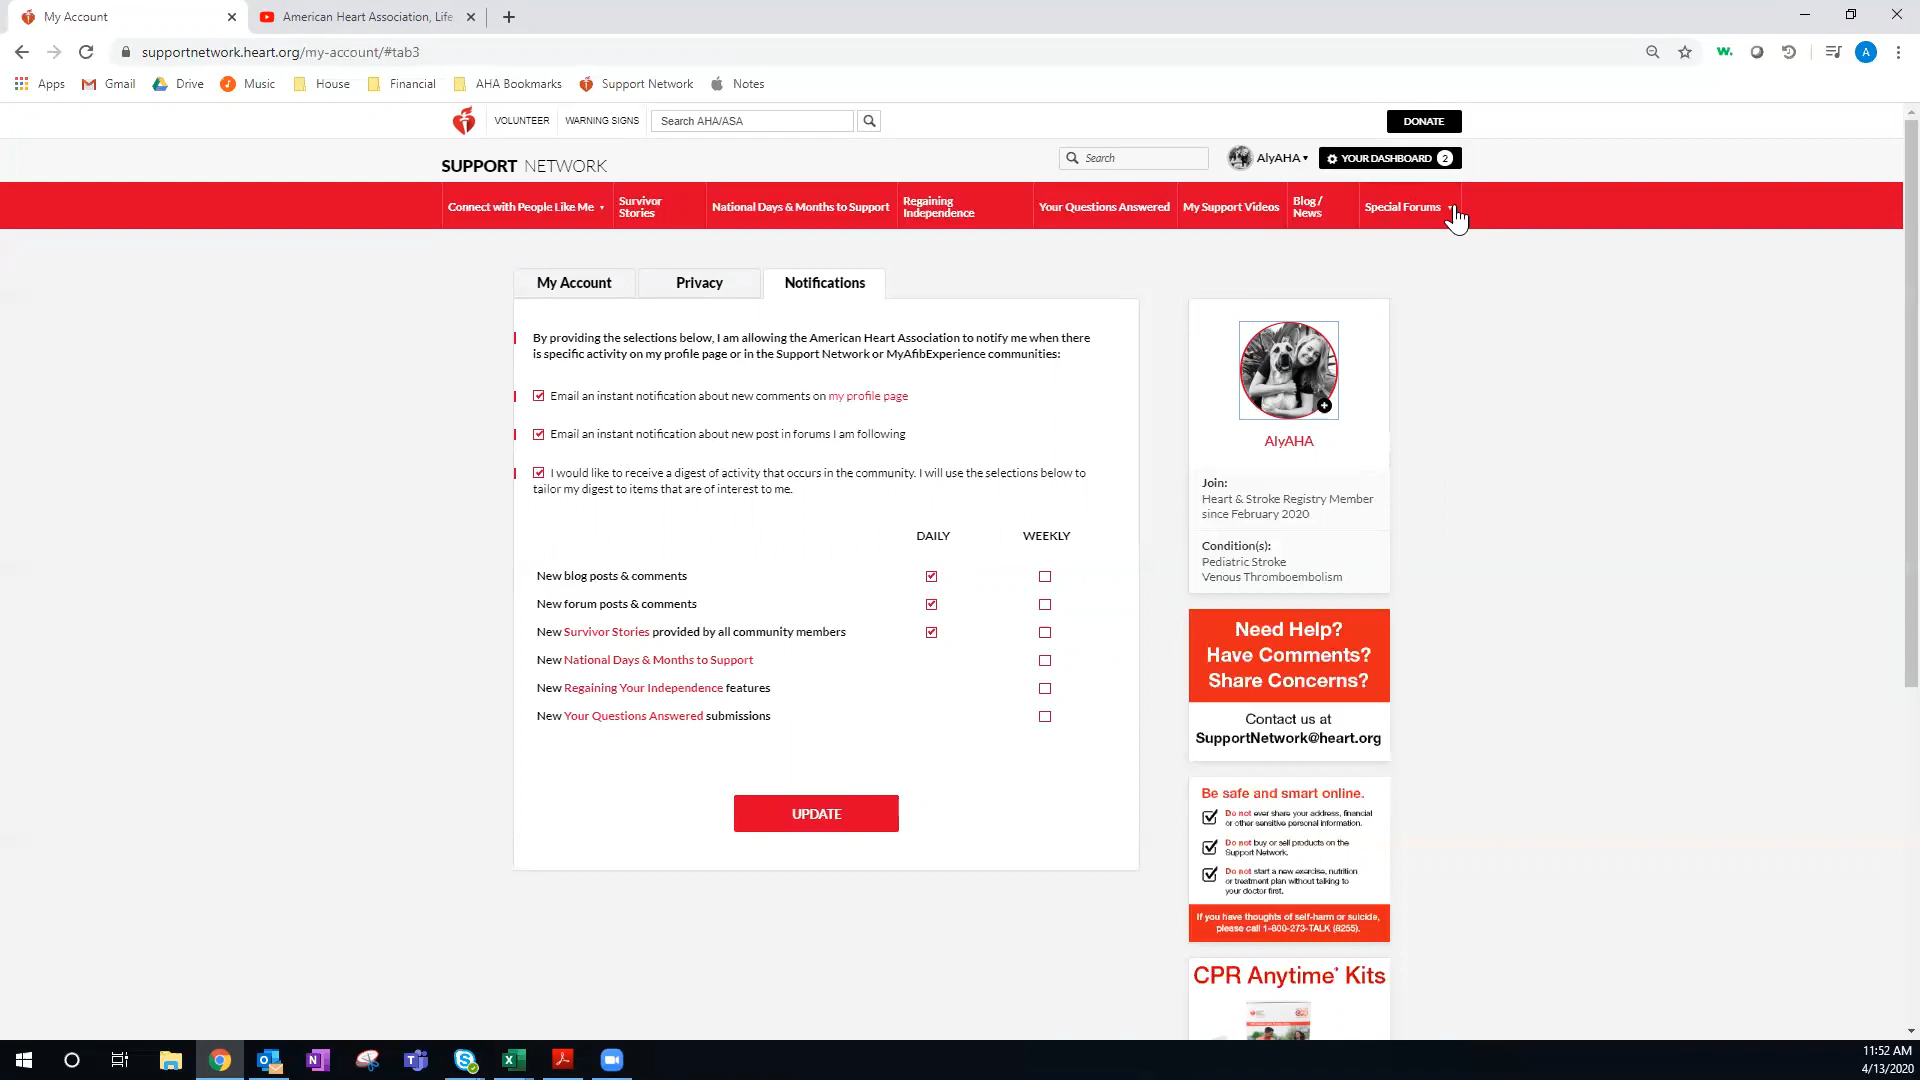 My Account
American Heart Association, Life
supportnetwork.heart.org/my-account/#tab3
A
Apps
Gmail
Drive
Music
House
Financial
AHA Bookmarks
Support Network
Notes
VOLUNTEER
WARNING SIGNS
Search AHA/ASA
DONATE
SUPPORT NETWORK
Search
AlyAHA
YOUR DASHBOARD 2
Connect with People Like Me
Survivor
Stories
National Days & Months to Support
Regaining
Independence
Your Questions Answered
My Support Videos
Blog /
News
Special Forums
My Account
Privacy
Notifications
By providing the selections below, I am allowing the American Heart Association to notify me when there
is specific activity on my profile page or in the Support Network or MyAfibExperience communities:
Email an instant notification about new comments on my profile page
Email an instant notification about new post in forums I am following
I would like to receive a digest of activity that occurs in the community. I will use the selections below to
tailor my digest to items that are of interest to me.
DAILY WEEKLY
New blog posts & comments
New forum posts & comments
New Survivor Stories provided by all community members
New National Days & Months to Support
New Regaining Your Independence features
New Your Questions Answered submissions
UPDATE
AlyAHA
Join:
Heart & Stroke Registry Member
since February 2020
Condition(s):
Pediatric Stroke
Venous Thromboembolism
Need Help?
Have Comments?
Share Concerns?
Contact us at
SupportNetwork@heart.org
Be safe and smart online.
Do not ever share your address, financial
or other sensitive personal information.
Do not buy or sell products on the
Support Network.
Do not start a new exercise, nutrition
or treatment plan without talking to
your doctor first.
If you have thoughts of self-harm or suicide,
please call 1-800-273-TALK (8255).
CPR Anytime® Kits
11:52 AM
4/13/2020